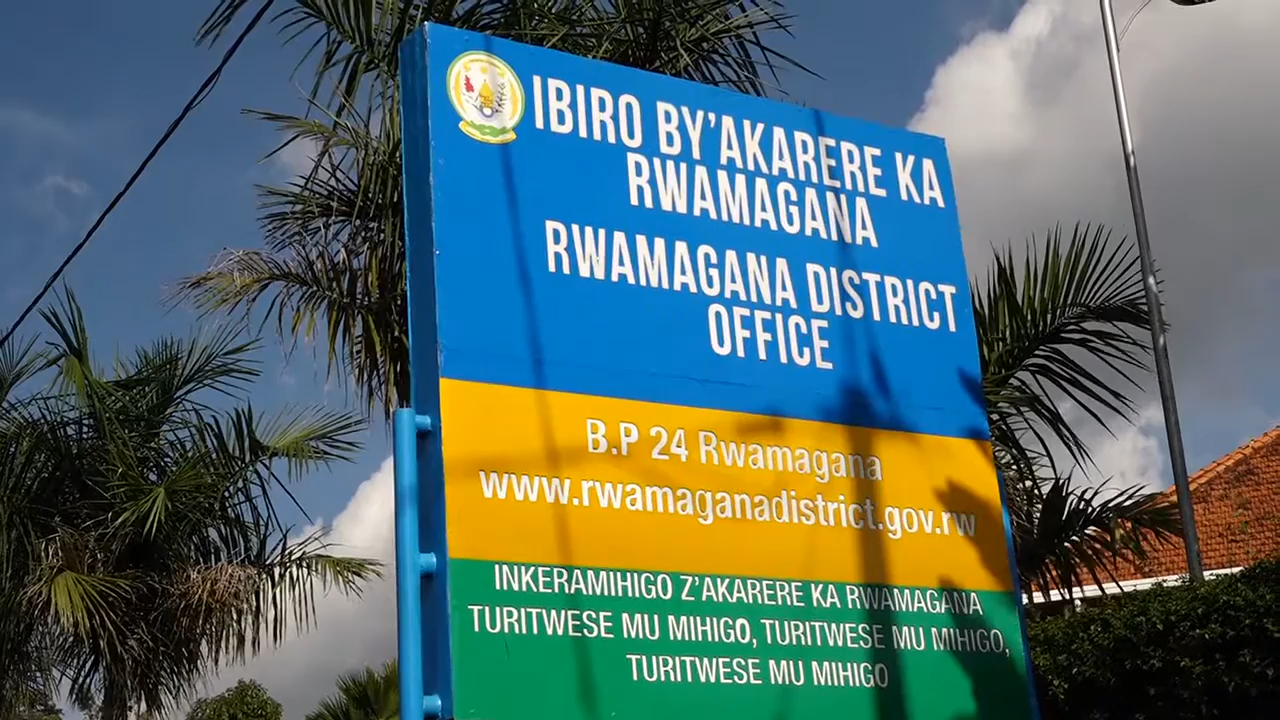 IBIRO BY'AKARERE KA
RWAMAGANA
RWAMAGANA DISTRICT
OFFICE
B.P 24 Rwamagana
www.rwamaganadistrict.gov.rw
INKERAMIHIGO Z'AKARERE KA RWAMAGANA
TURITWESE MU MIHIGO, TURITWESE MU MIHIGO,
TURITWESE MU MIHIGO